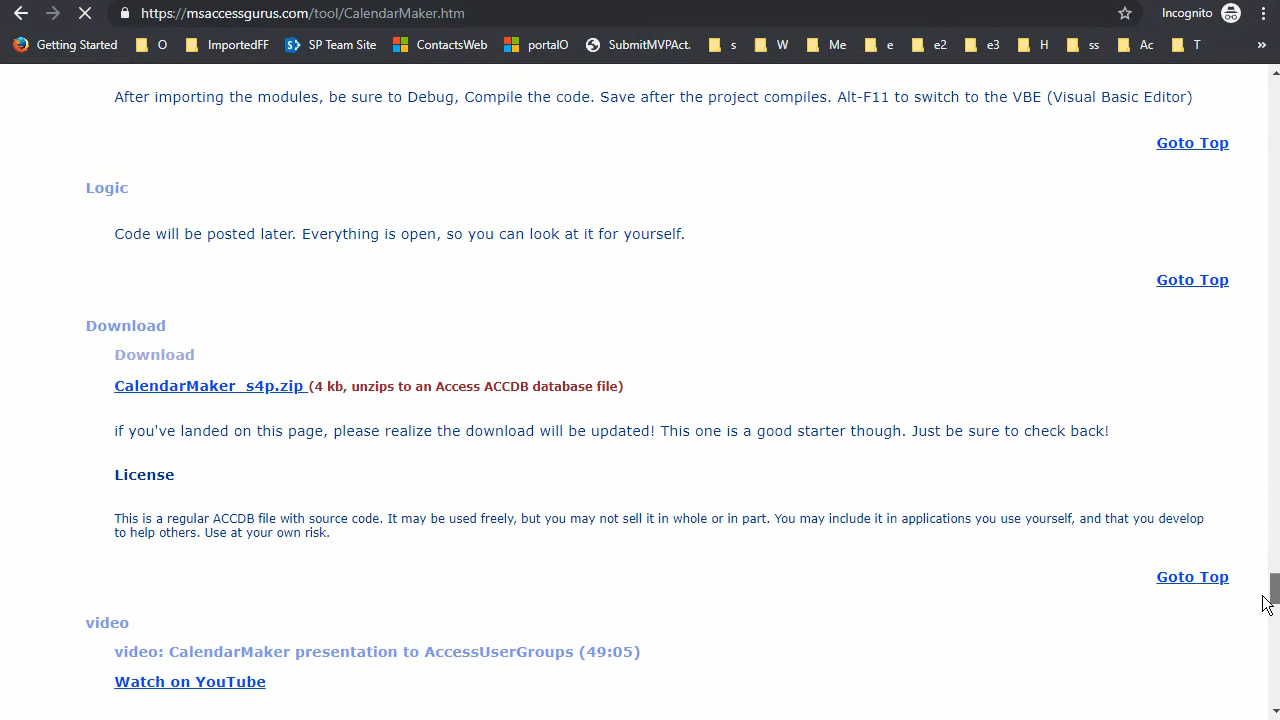 https://msaccessgurus.com/tool/CalendarMaker.htm Incognito
Getting Started O ImportedFF SP Team Site ContactsWeb portalO SubmitMVPAct. s W Me e e2 e3 H ss Ac T »
After importing the modules, be sure to Debug, Compile the code. Save after the project compiles. Alt-F11 to switch to the VBE (Visual Basic Editor)
Goto Top
Logic
Code will be posted later. Everything is open, so you can look at it for yourself.
Goto Top
Download
Download
CalendarMaker_s4p.zip (4 kb, unzips to an Access ACCDB database file)
if you've landed on this page, please realize the download will be updated! This one is a good starter though. Just be sure to check back!
License
This is a regular ACCDB file with source code. It may be used freely, but you may not sell it in whole or in part. You may include it in applications you use yourself, and that you develop
to help others. Use at your own risk.
Goto Top
video
video: CalendarMaker presentation to AccessUserGroups (49:05)
Watch on YouTube